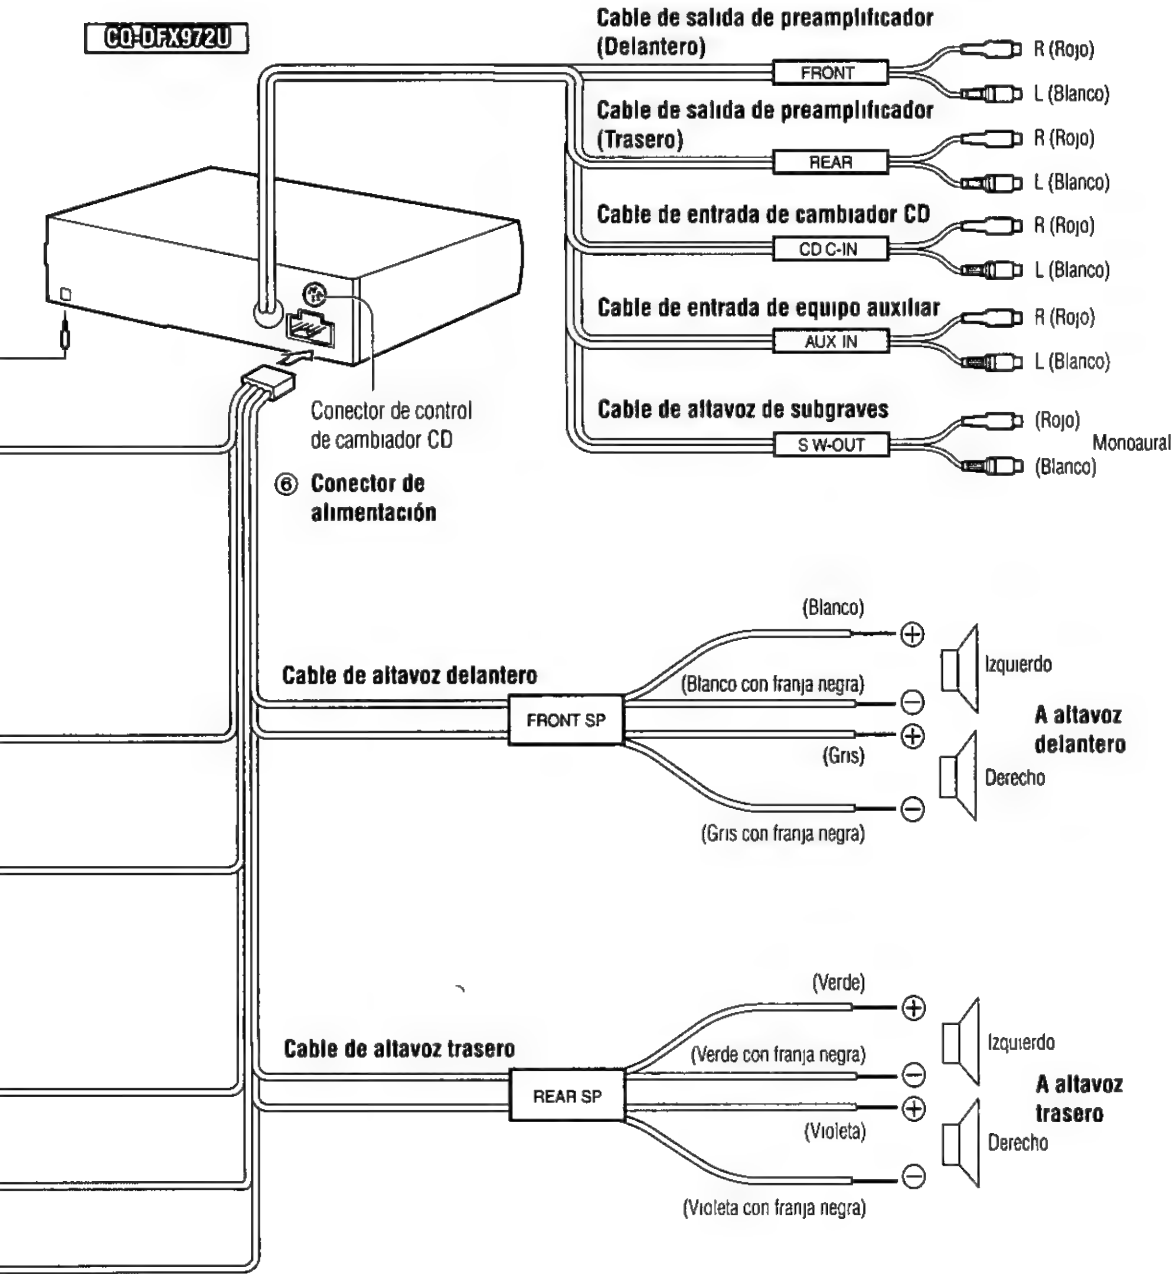 CQ-DFX972U
Cable de salida de preamplificador
(Delantero)
FRONT
R (Rojo)
L (Blanco)
Cable de salida de preamplificador
(Trasero)
REAR
R (Rojo)
L (Blanco)
Cable de entrada de cambiador CD
CD C-IN
R (Rojo)
L (Blanco)
Cable de entrada de equipo auxiliar
AUX IN
R (Rojo)
L (Blanco)
Cable de altavoz de subgraves
S W-OUT
(Rojo)
(Blanco)
Monoaural
Conector de control
de cambiador CD
⑥ Conector de
alimentación
Cable de altavoz delantero
FRONT SP
(Blanco)
(Blanco con franja negra)
(Gris)
(Gris con franja negra)
+
−
+
−
Izquierdo
Derecho
A altavoz
delantero
Cable de altavoz trasero
REAR SP
(Verde)
(Verde con franja negra)
(Violeta)
(Violeta con franja negra)
+
−
+
−
Izquierdo
Derecho
A altavoz
trasero